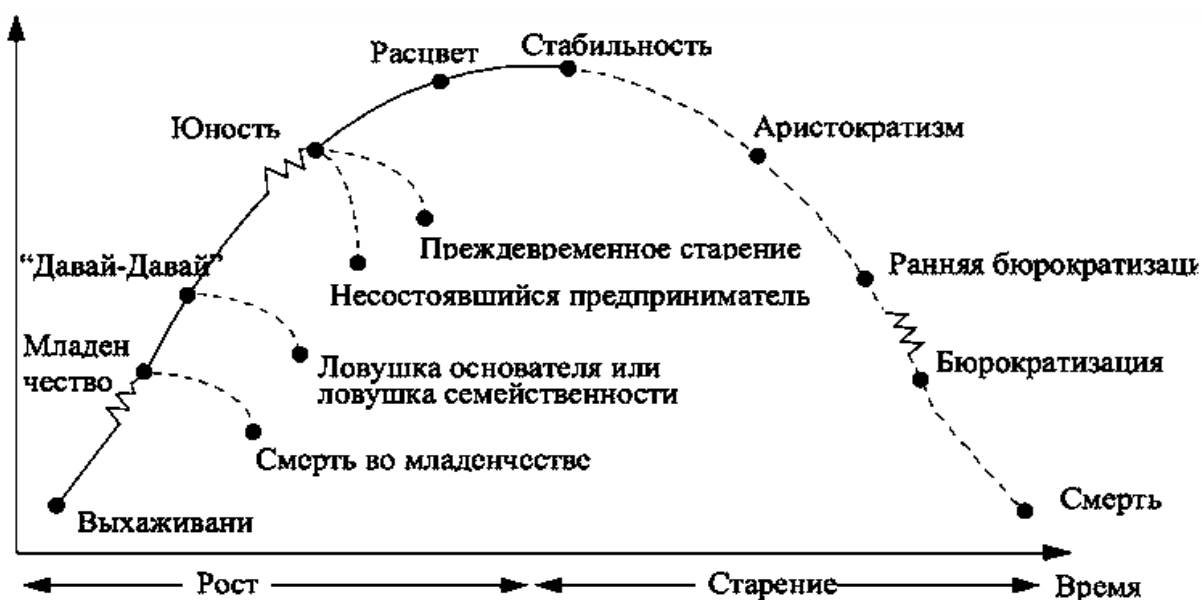 Стабильность
Расцвет
Юность
Аристократизм
Преждевременное старение
“Давай-Давай”
Ранняя бюрократизаци
Несостоявшийся предприниматель
Младен
чество
Ловушка основателя или
ловушка семейственности
Бюрократизация
Смерть во младенчестве
Смерть
Выхаживани
Рост
Старение
Время